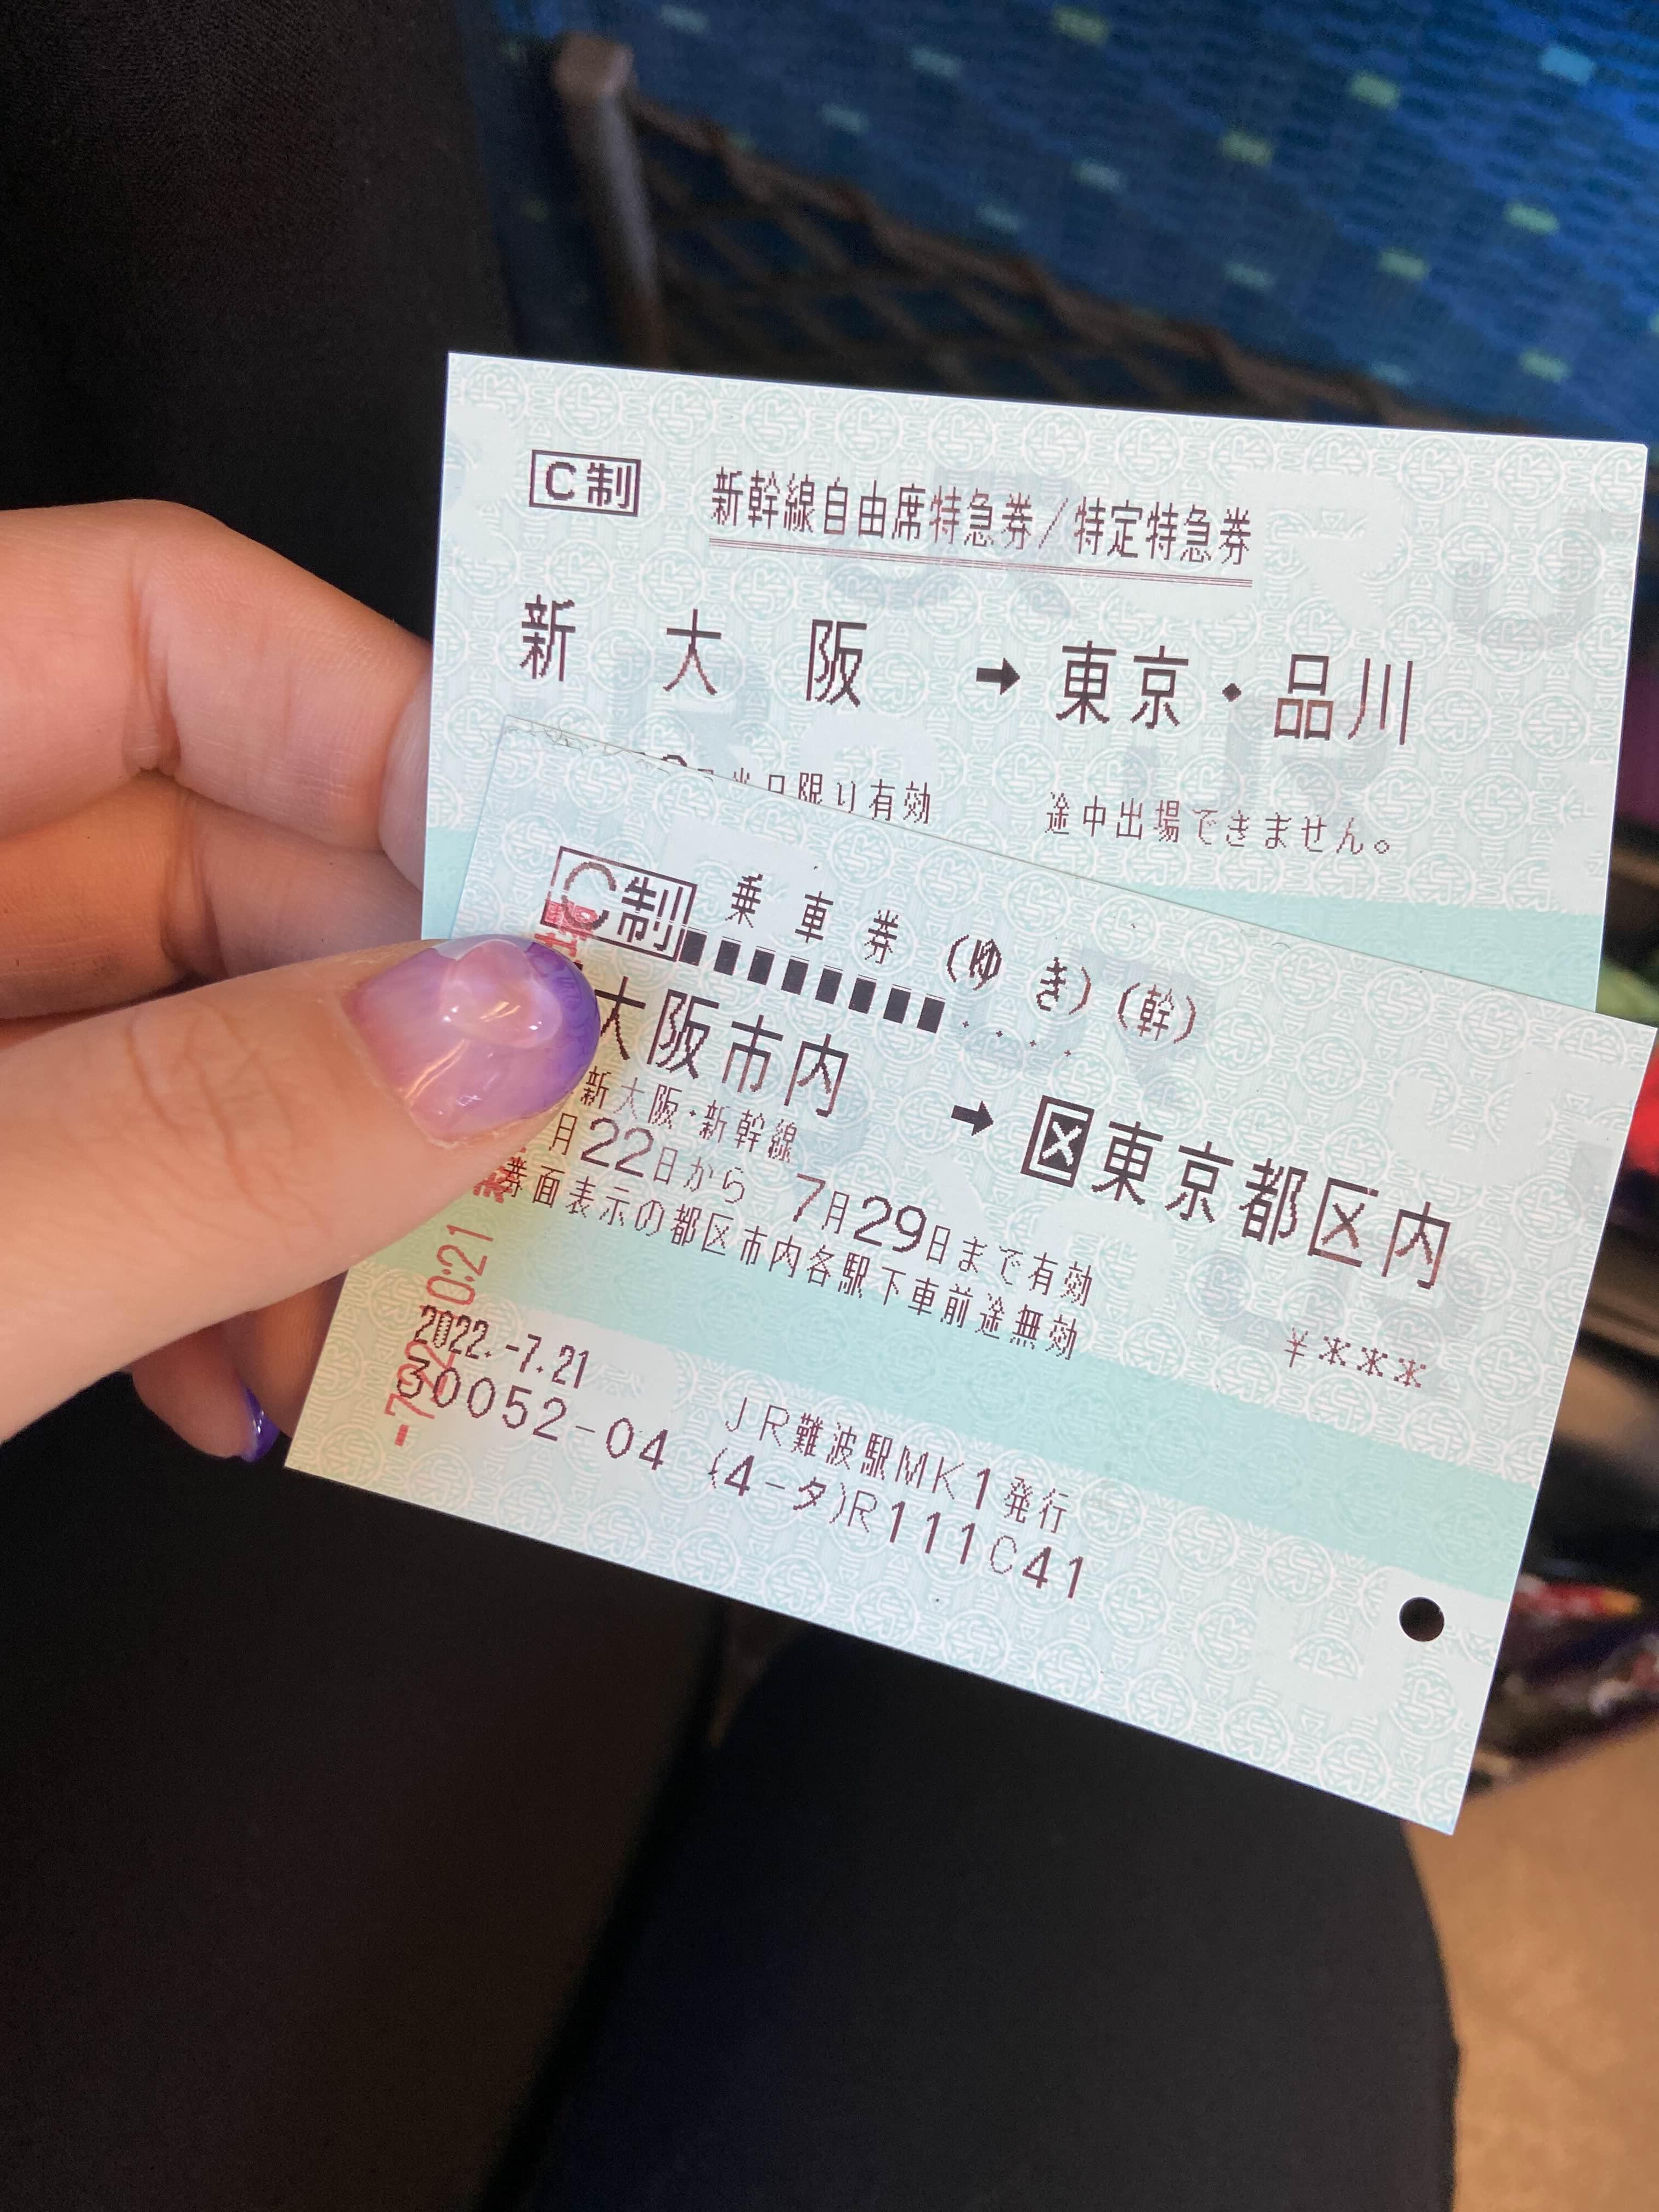 C制 新幹線自由席特急券/特定特急券
新大阪 → 東京・品川
当日限り有効 途中出場できません。
C制 乗車券 (ゆき) (幹)
大阪市内 → 区東京都区内
新大阪・新幹線
月22日から 7月29日まで有効
券面表示の都区市内各駅下車前途無効
¥***
2022.-7.21
30052-04
JR難波駅MK1発行
(4-タ)R111C41
-7.22 0:21